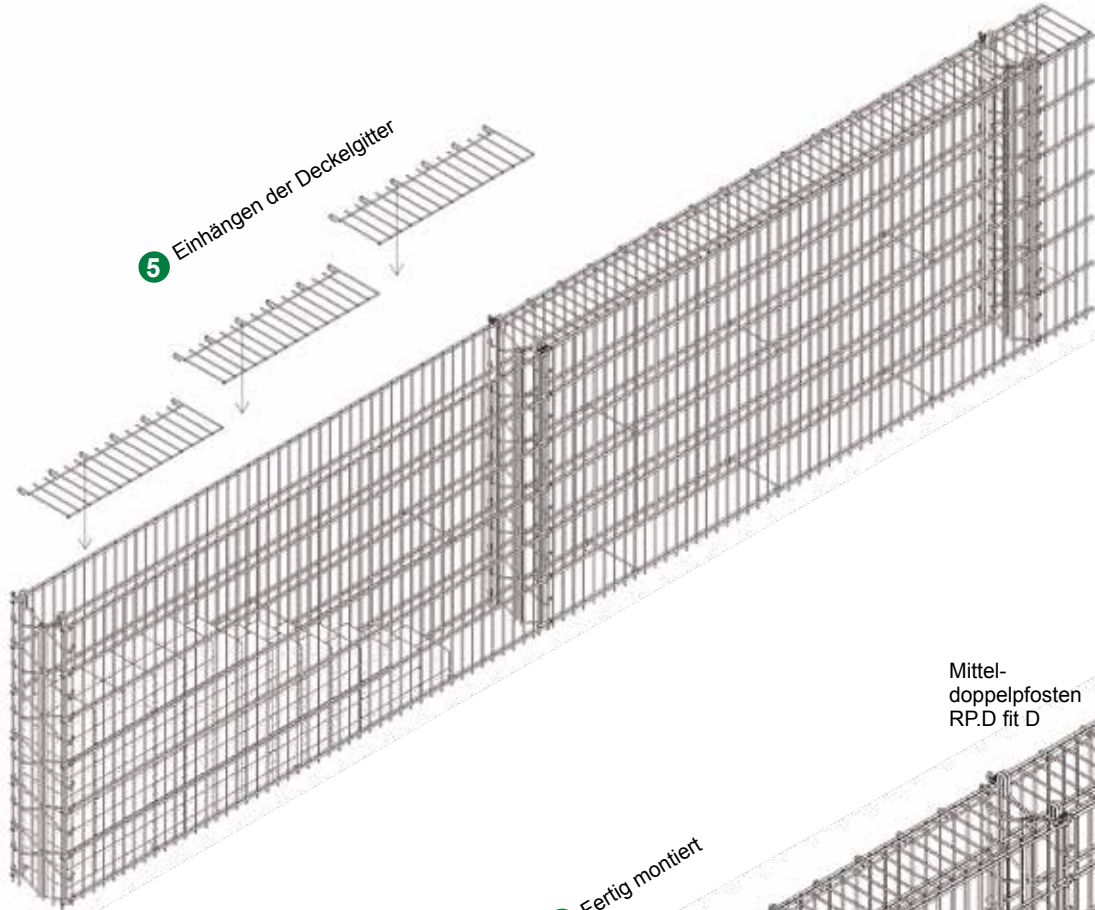 5 Einhängen der Deckelgitter
Mittel-
doppelpfosten
RP.D fit D
Fertig montiert